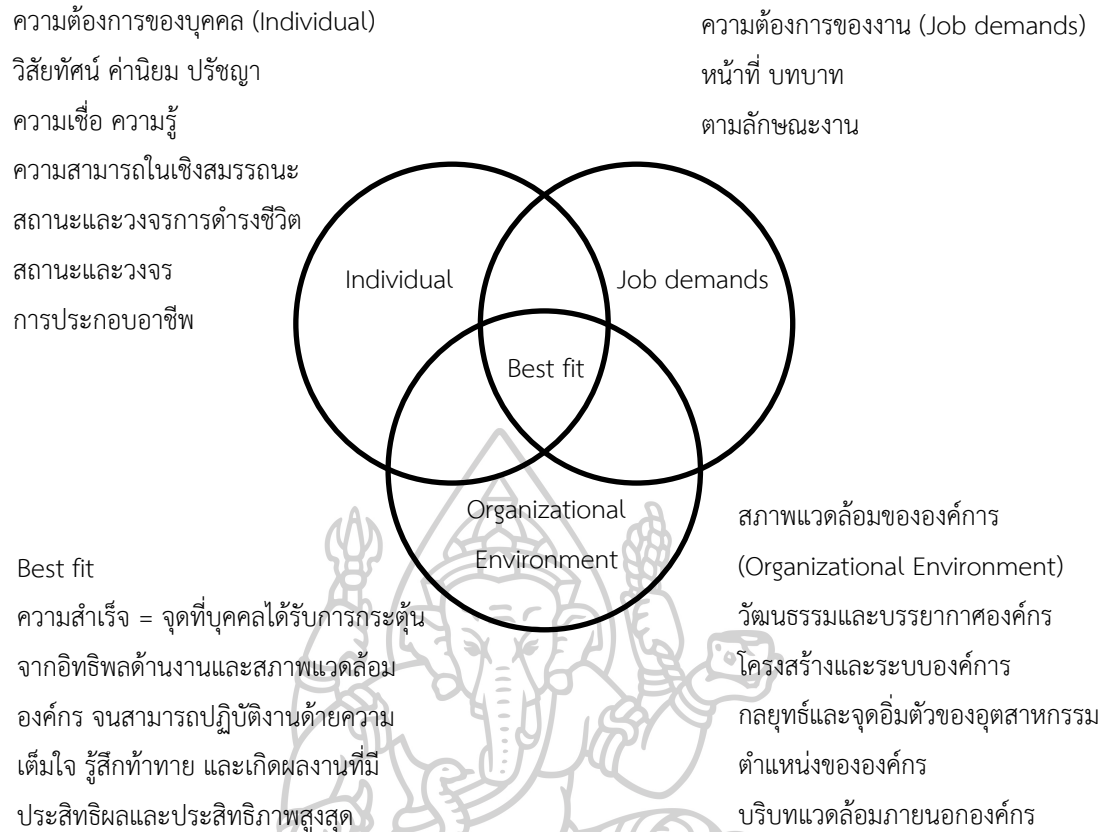 ความต้องการของบุคคล (Individual)
วิสัยทัศน์ ค่านิยม ปรัชญา
ความเชื่อ ความรู้
ความสามารถในเชิงสมรรถนะ
สถานะและวงจรการดำรงชีวิต
สถานะและวงจร
การประกอบอาชีพ
ความต้องการของงาน (Job demands)
หน้าที่ บทบาท
ตามลักษณะงาน
Individual
Job demands
Best fit
Organizational
Environment
Best fit
ความสำเร็จ = จุดที่บุคคลได้รับการกระตุ้น
จากอิทธิพลด้านงานและสภาพแวดล้อม
องค์กร จนสามารถปฏิบัติงานด้ายความ
เต็มใจ รู้สึกท้าทาย และเกิดผลงานที่มี
ประสิทธิผลและประสิทธิภาพสูงสุด
สภาพแวดล้อมขององค์การ
(Organizational Environment)
วัฒนธรรมและบรรยากาศองค์กร
โครงสร้างและระบบองค์การ
กลยุทธ์และจุดอิ่มตัวของอุตสาหกรรม
ตำแหน่งขององค์กร
บริบทแวดล้อมภายนอกองค์กร